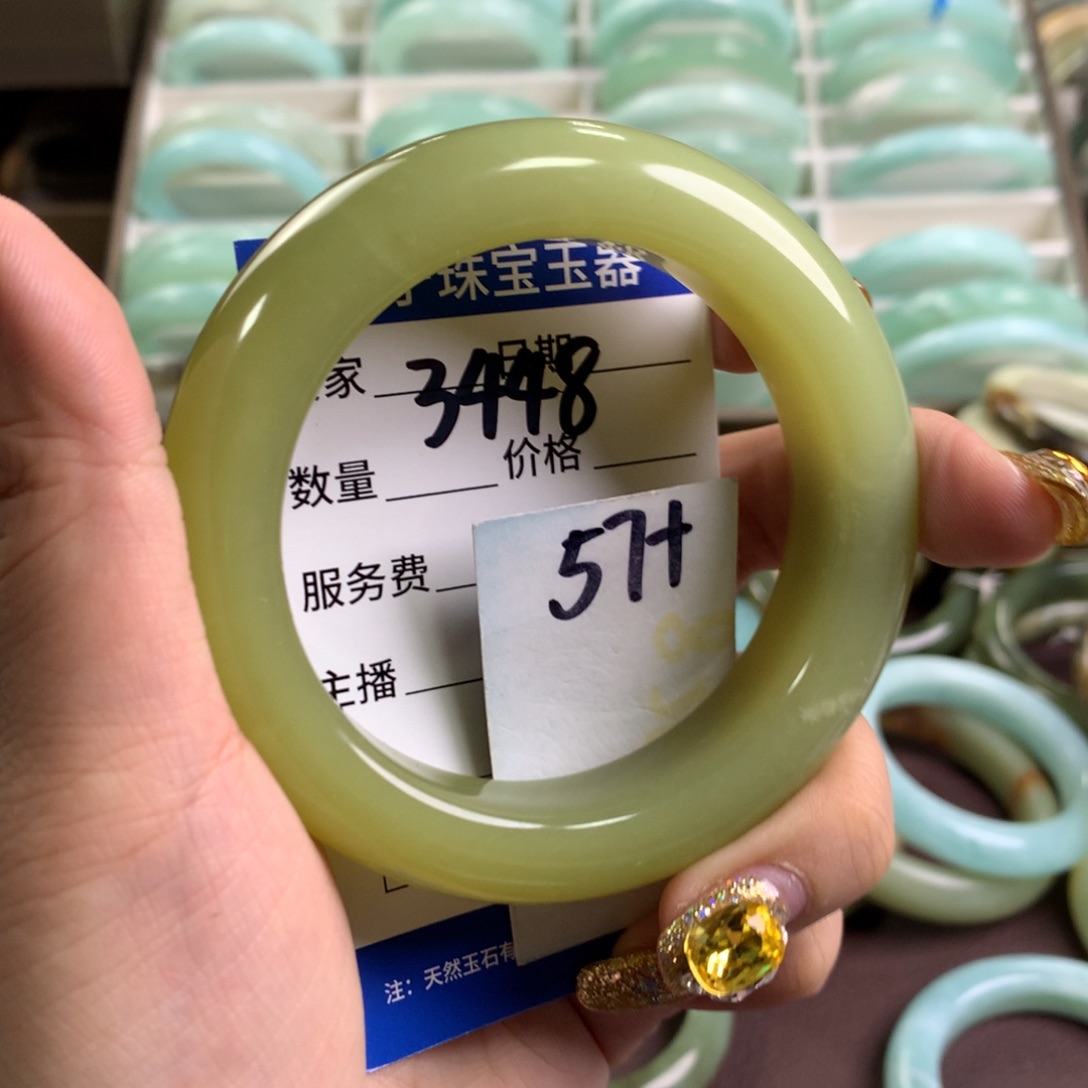 珠宝玉器
家 日期
3448
数量 价格
57+
服务费
主播
注：天然玉石有